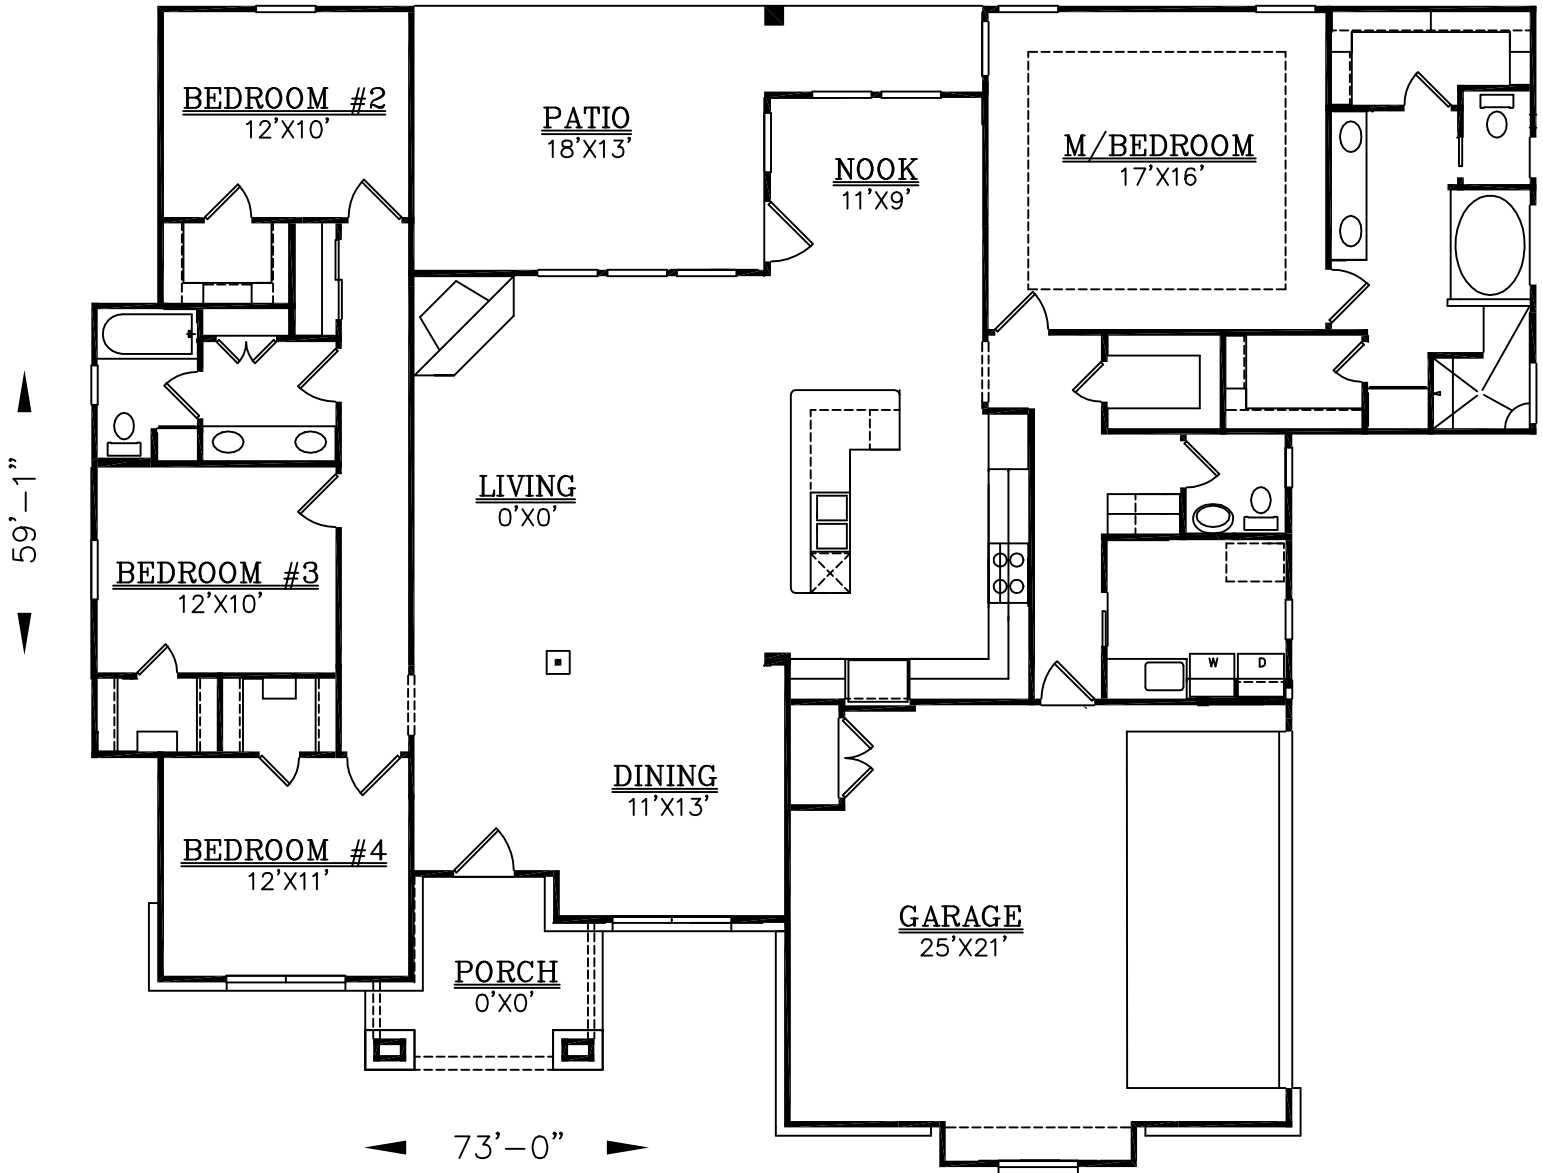 BEDROOM #2
12'X10'
PATIO
18'X13'
NOOK
11'X9'
M/BEDROOM
17'X16'
LIVING
0'X0'
59'-1"
BEDROOM #3
12'X10'
W
D
DINING
11'X13'
BEDROOM #4
12'X11'
GARAGE
25'X21'
PORCH
0'X0'
73'-0"